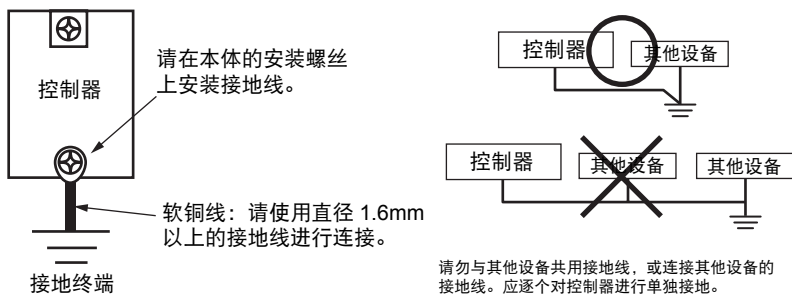 控制器
请在本体的安装螺丝
上安装接地线。
软铜线：请使用直径 1.6mm
以上的接地线进行连接。
接地终端
控制器
其他设备
控制器
其他设备
其他设备
请勿与其他设备共用接地线，或连接其他设备的
接地线。应逐个对控制器进行单独接地。